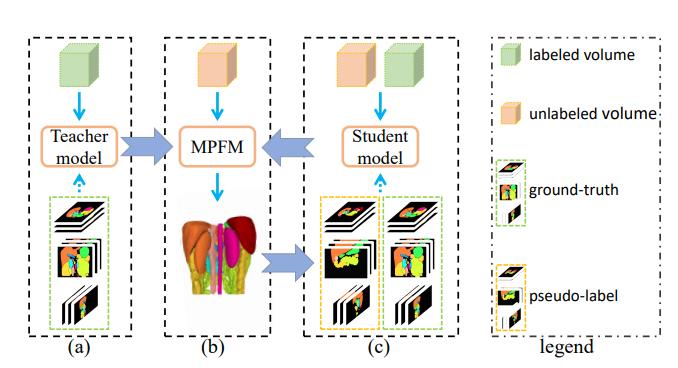 Teacher
model
MPFM
Student
model
(a)
(b)
(c)
labeled volume
unlabeled volume
ground-truth
pseudo-label
legend